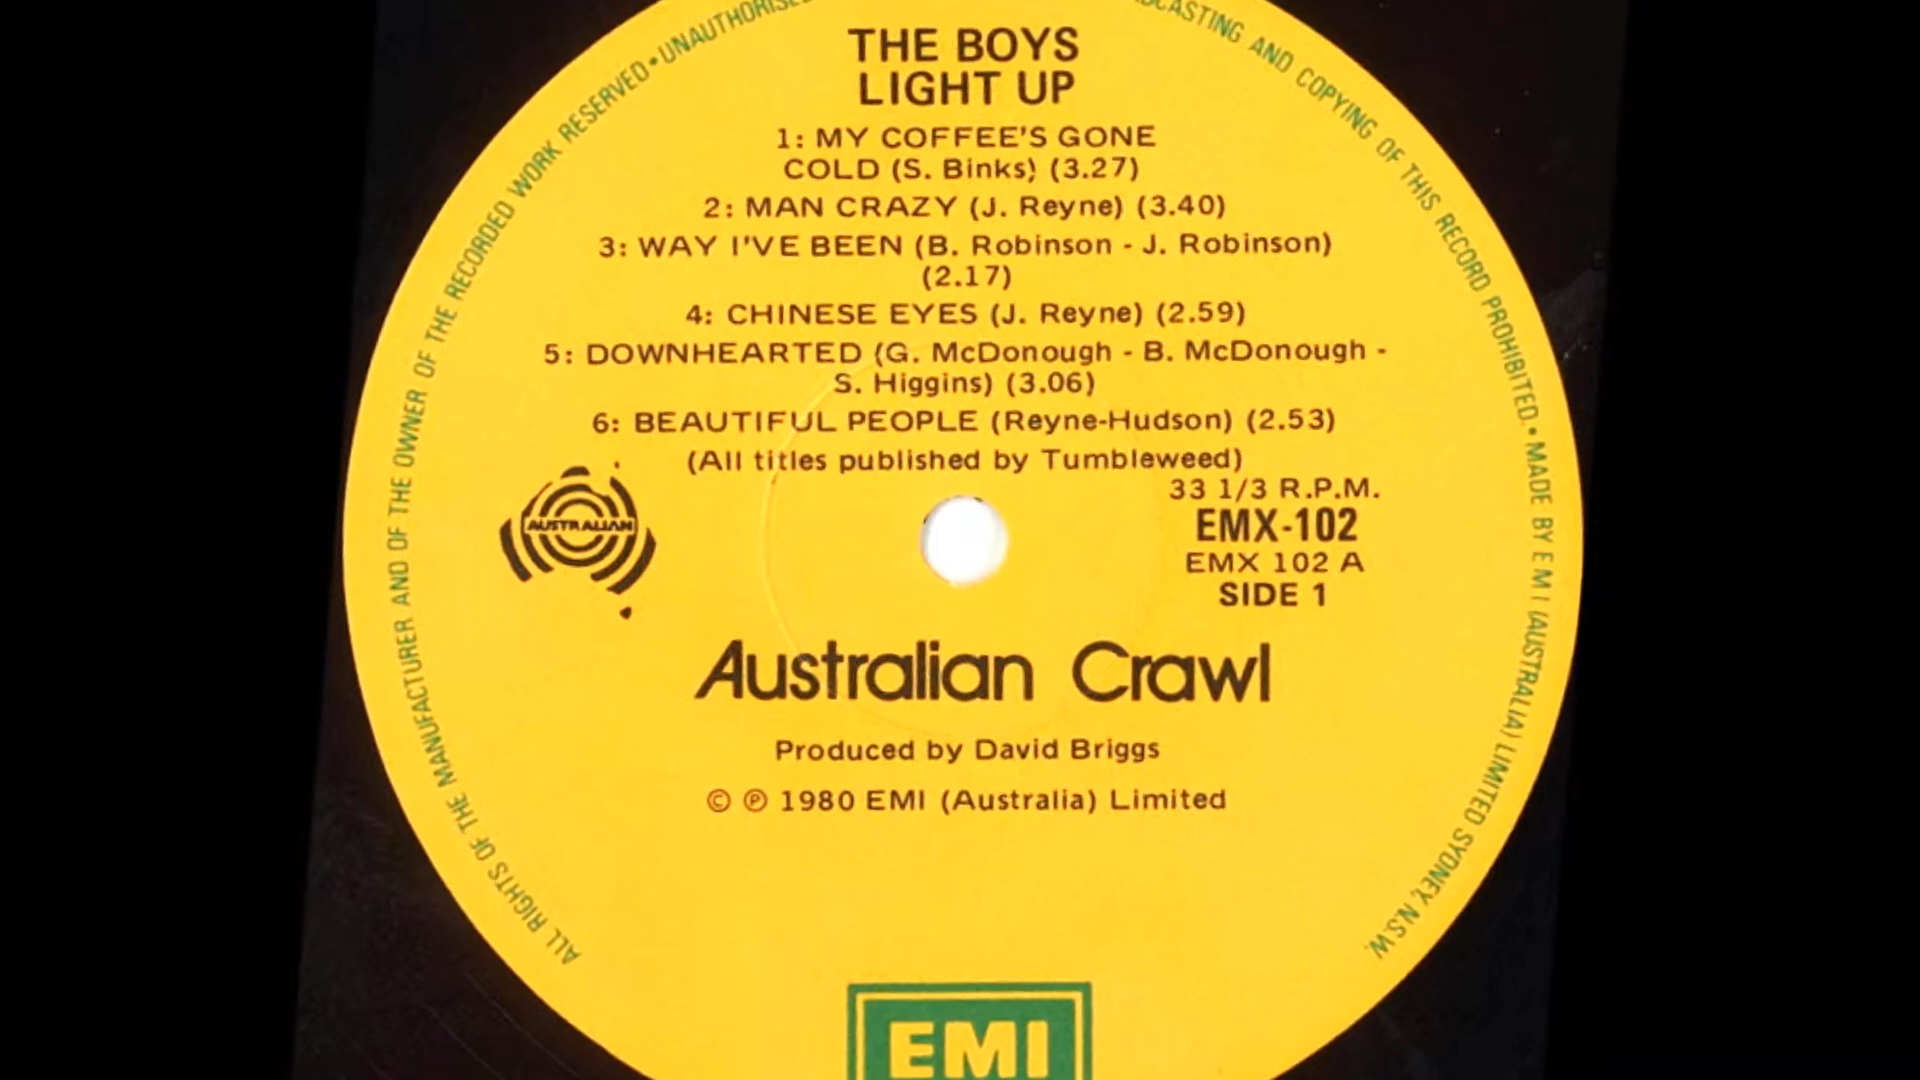 THE BOYS
LIGHT UP
1: MY COFFEE'S GONE
COLD (S. Binks) (3.27)
2: MAN CRAZY (J. Reyne) (3.40)
3: WAY I'VE BEEN (B. Robinson - J. Robinson)
(2.17)
4: CHINESE EYES (J. Reyne) (2.59)
5: DOWNHEARTED (G. McDonough - B. McDonough -
S. Higgins) (3.06)
6: BEAUTIFUL PEOPLE (Reyne-Hudson) (2.53)
(All titles published by Tumbleweed)
33 1/3 R.P.M.
EMX-102
EMX 102 A
SIDE 1
AUSTRALIAN
Australian Crawl
Produced by David Briggs
© ℗ 1980 EMI (Australia) Limited
EMI
ALL RIGHTS OF THE MANUFACTURER AND OF THE OWNER OF THE RECORDED WORK RESERVED • UNAUTHORISED
CASTING AND COPYING OF THIS RECORD PROHIBITED. • MADE BY E M I (AUSTRALIA) LIMITED SYDNEY, N.S.W.